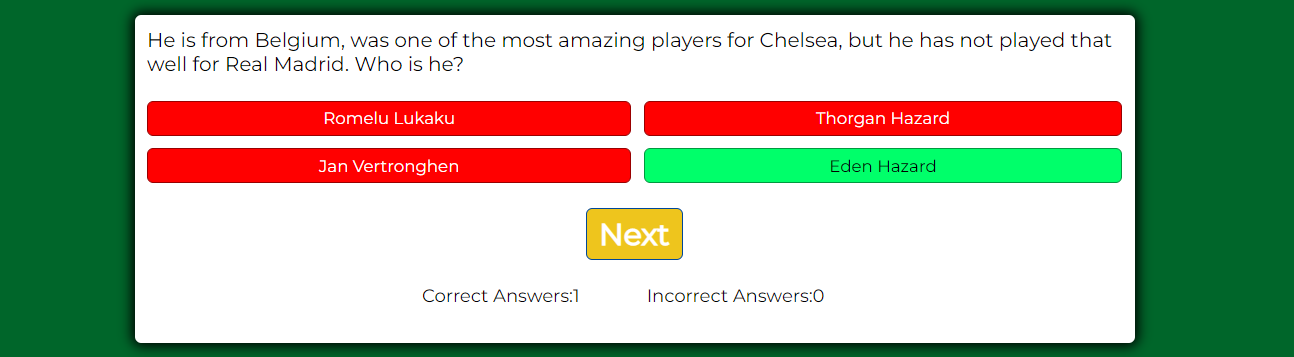 He is from Belgium, was one of the most amazing players for Chelsea, but he has not played that
well for Real Madrid. Who is he?
Romelu Lukaku
Thorgan Hazard
Jan Vertronghen
Eden Hazard
Next
Correct Answers:1
Incorrect Answers:0